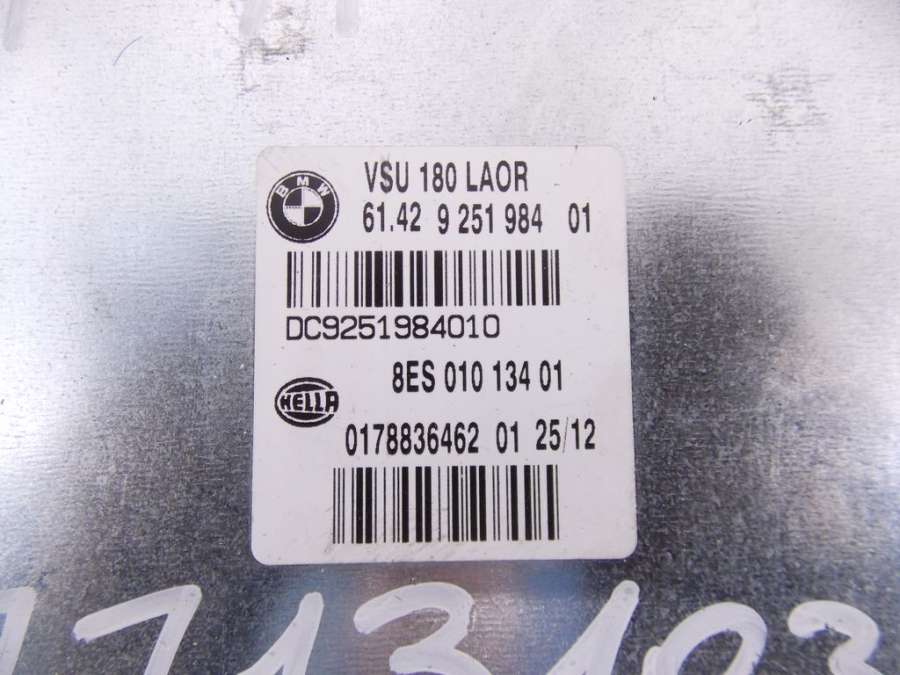 BMW
VSU 180 LAOR
61.42 9 251 984 01
DC9251984010
8ES 010 134 01
HELLA
0178836462 01 25/12